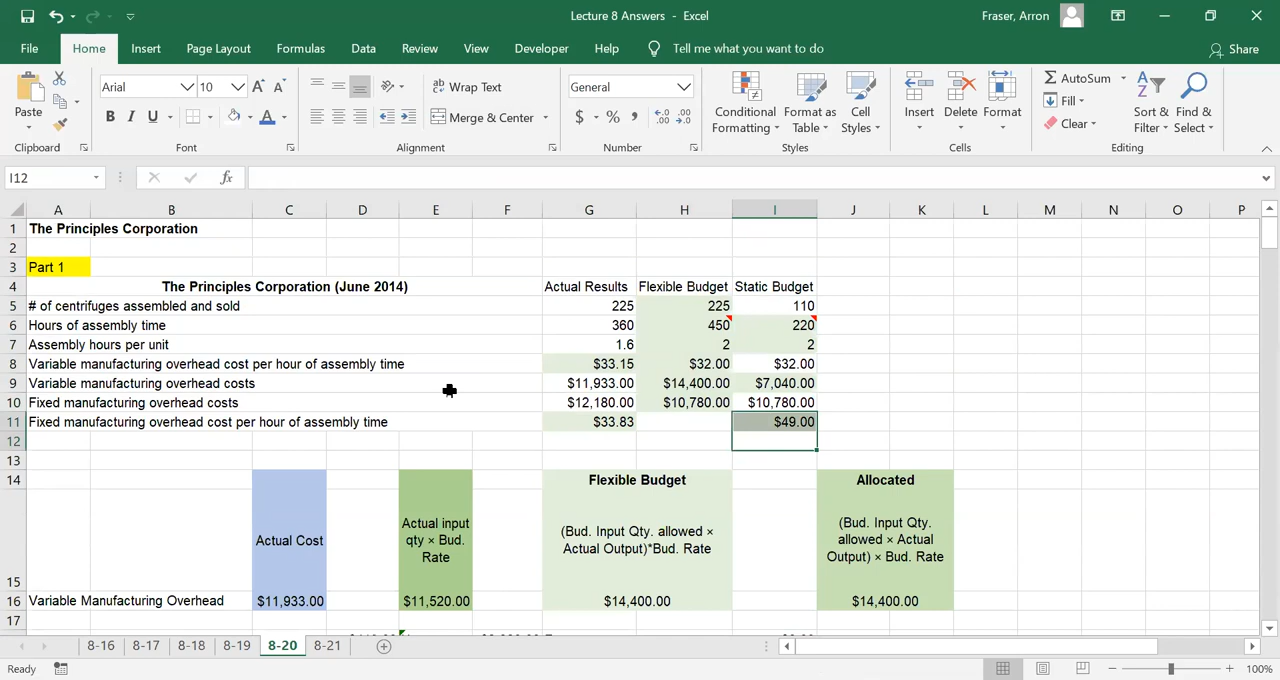 Lecture 8 Answers - Excel
Fraser, Arron
File Home Insert Page Layout Formulas Data Review View Developer Help Tell me what you want to do Share
Paste Arial 10 A A Wrap Text General Conditional Formatting Format as Table Cell Styles Insert Delete Format AutoSum Fill Clear Sort & Filter Find & Select
B I U A Merge & Center $ % ,
Clipboard Font Alignment Number Styles Cells Editing
I12 fx
A B C D E F G H I J K L M N O P
1 The Principles Corporation
2
3 Part 1
4 The Principles Corporation (June 2014) Actual Results Flexible Budget Static Budget
5 # of centrifuges assembled and sold 225 225 110
6 Hours of assembly time 360 450 220
7 Assembly hours per unit 1.6 2 2
8 Variable manufacturing overhead cost per hour of assembly time $33.15 $32.00 $32.00
9 Variable manufacturing overhead costs $11,933.00 $14,400.00 $7,040.00
10 Fixed manufacturing overhead costs $12,180.00 $10,780.00 $10,780.00
11 Fixed manufacturing overhead cost per hour of assembly time $33.83 $49.00
12
13
14 Flexible Budget Allocated
15 Actual Cost Actual input qty × Bud. Rate (Bud. Input Qty. allowed × Actual Output)*Bud. Rate (Bud. Input Qty. allowed × Actual Output) × Bud. Rate
16 Variable Manufacturing Overhead $11,933.00 $11,520.00 $14,400.00 $14,400.00
17
8-16 8-17 8-18 8-19 8-20 8-21
Ready 100%